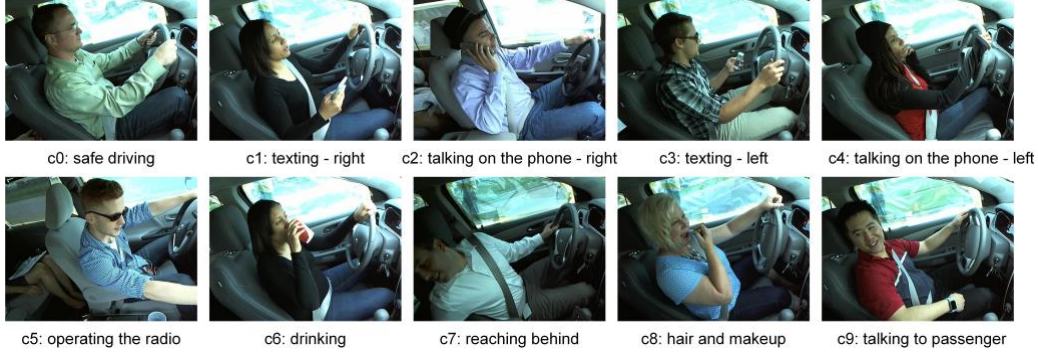 c0: safe driving
c1: texting - right
c2: talking on the phone - right
c3: texting - left
c4: talking on the phone - left
c5: operating the radio
c6: drinking
c7: reaching behind
c8: hair and makeup
c9: talking to passenger